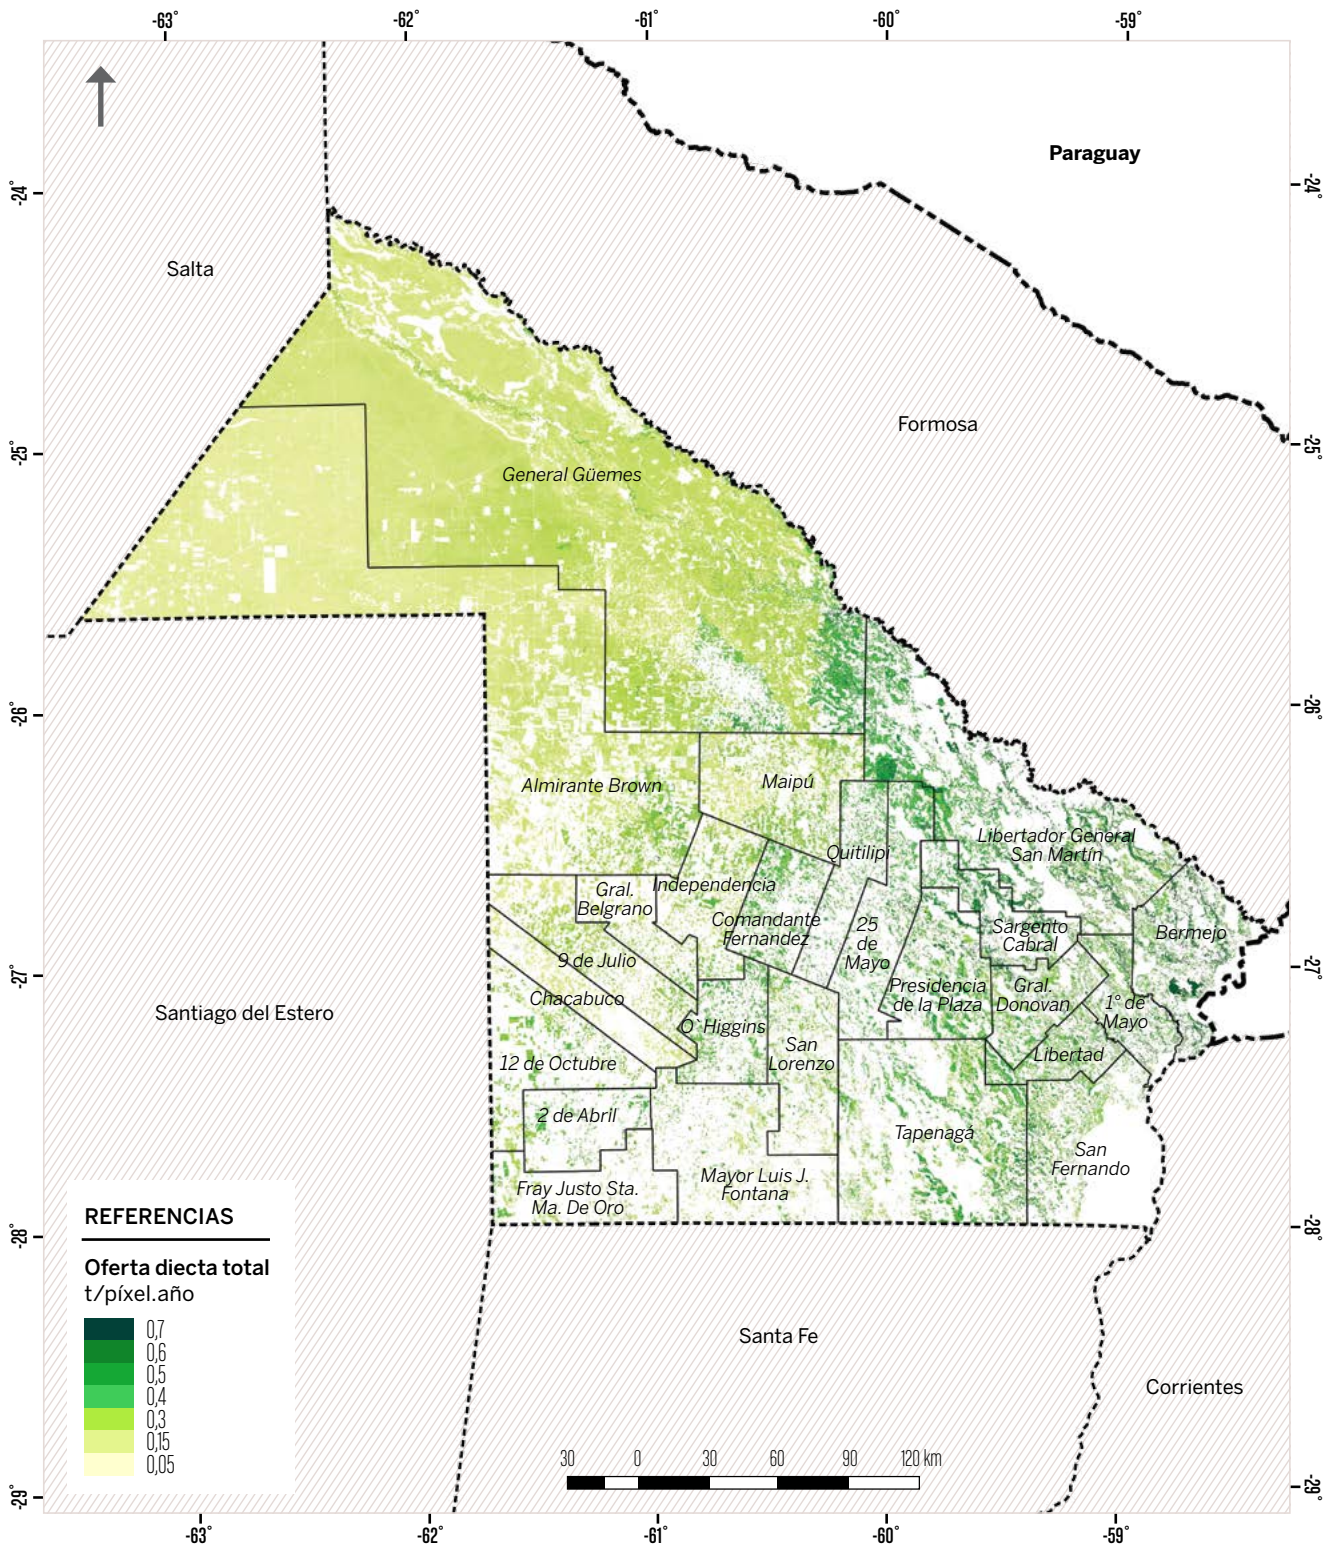 -63°
-62°
-61°
-60°
-59°
Paraguay
-24°
-24°
Salta
Formosa
-25°
-25°
General Güemes
-26°
-26°
Almirante Brown
Maipú
Libertador General
San Martín
Quitilipi
Gral.
Belgrano
Independencia
Comandante
Fernandez
25
de
Mayo
Sargento
Cabral
Bermejo
9 de Julio
-27°
-27°
Chacabuco
Presidencia
de la Plaza
Gral.
Donovan
1° de
Mayo
O´ Higgins
San
Lorenzo
Libertad
Santiago del Estero
12 de Octubre
2 de Abril
Tapenagá
San
Fernando
Fray Justo Sta.
Ma. De Oro
Mayor Luis J.
Fontana
-28°
-28°
REFERENCIAS
Oferta diecta total
t/píxel.año
0,7
0,6
0,5
0,4
0,3
0,15
0,05
Santa Fe
Corrientes
30 0 30 60 90 120 km
-29°
-29°
-63°
-62°
-61°
-60°
-59°